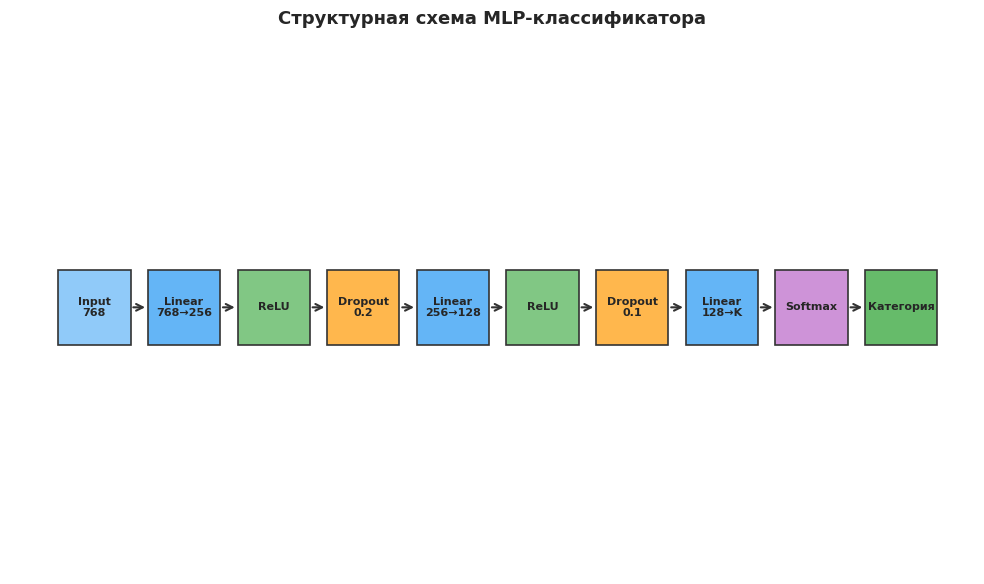 Структурная схема MLP-классификатора
Input
768
Linear
768→256
ReLU
Dropout
0.2
Linear
256→128
ReLU
Dropout
0.1
Linear
128→K
Softmax
Категория